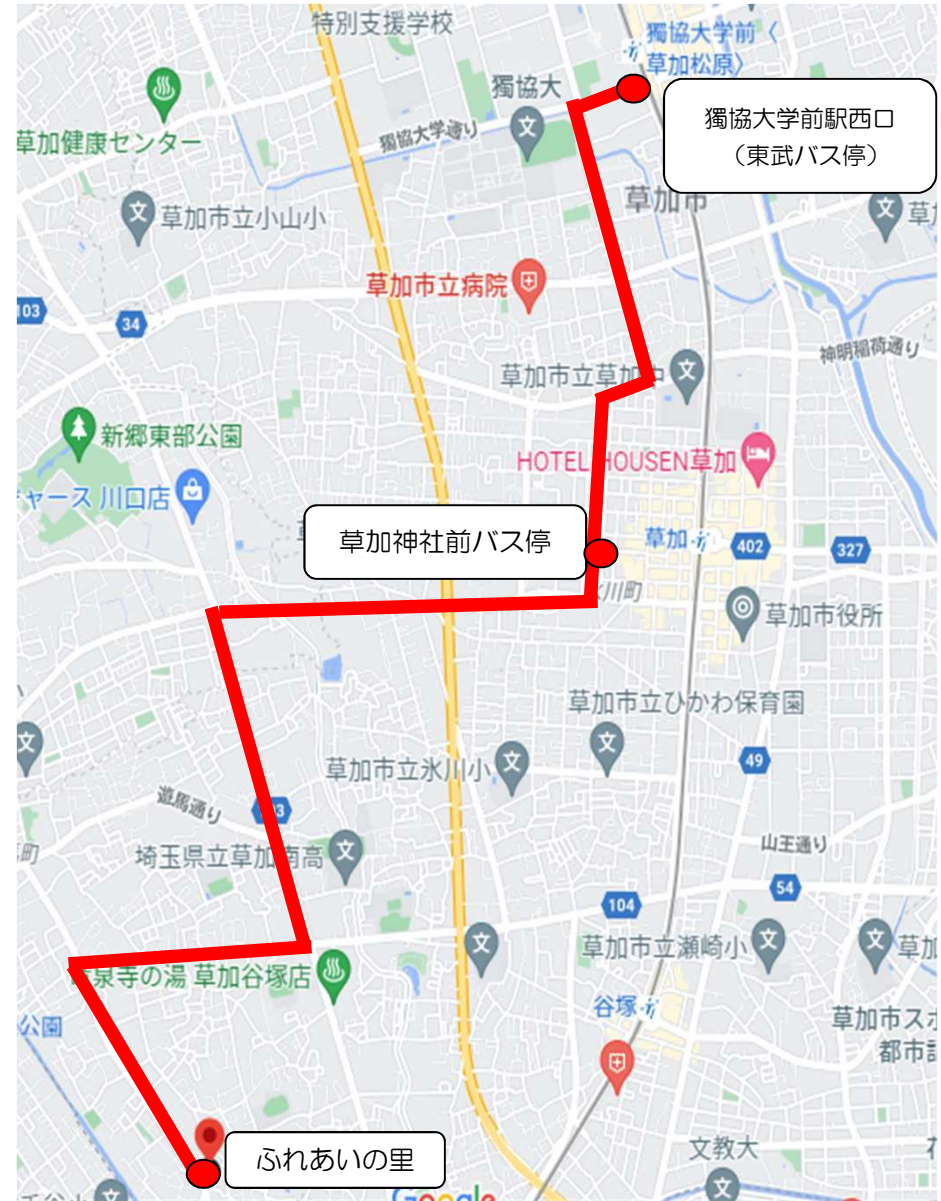 特別支援学校
獨協大学前〈
草加松原〉
獨協大
獨協大学前駅西口
（東武バス停）
草加健康センター
獨協大学通り
草加市
草加市立小山小
草加市立病院
103
34
神明稲荷通り
草加市立草加中
新郷東部公園
HOTEL HOUSEN草加
ャース 川口店
草加神社前バス停
草加
402
327
氷川町
草加市役所
草加市立ひかわ保育園
49
草加市立氷川小
遊馬通り
103
山王通り
埼玉県立草加南高
54
104
草加市立瀬崎小
草加
泉寺の湯 草加谷塚店
谷塚
公園
草加市スポ
都市記
ふれあいの里
文教大
Google